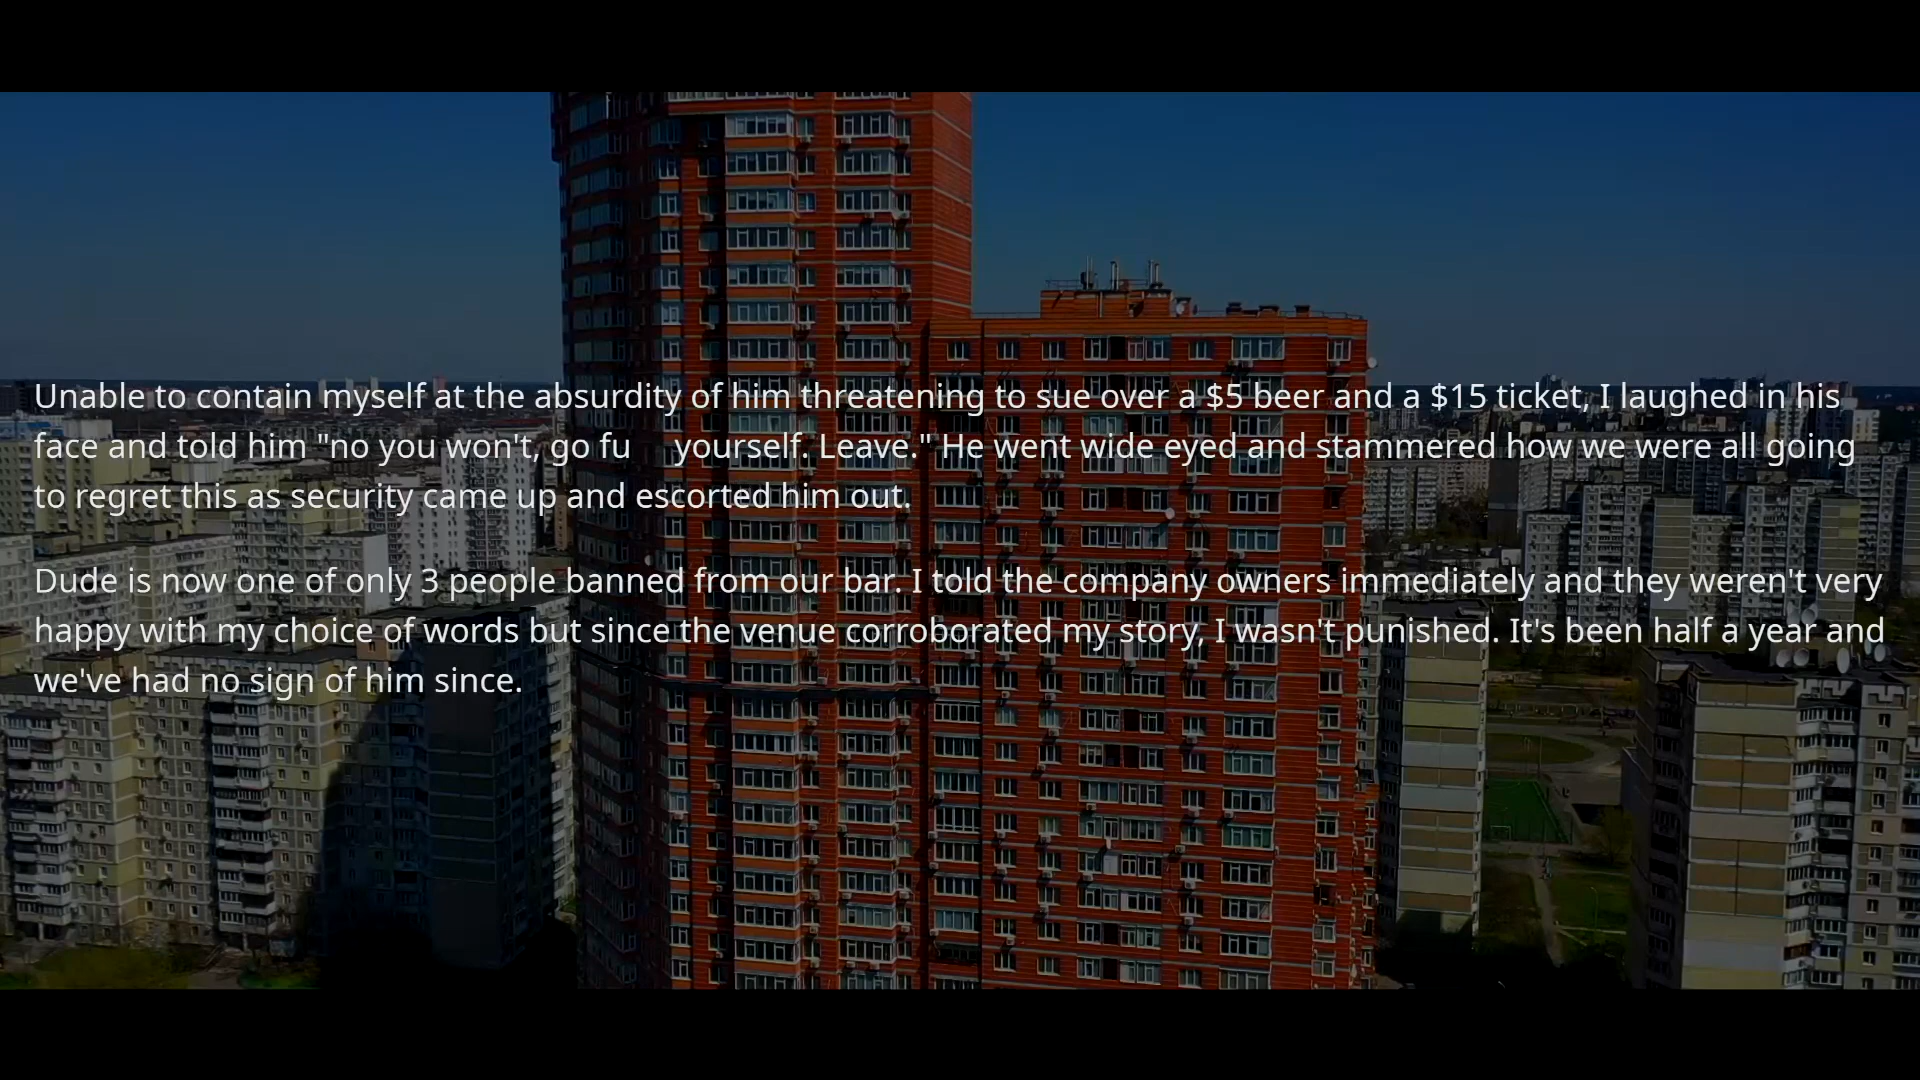 Unable to contain myself at the absurdity of him threatening to sue over a $5 beer and a $15 ticket, I laughed in his
face and told him "no you won't, go fu yourself. Leave." He went wide eyed and stammered how we were all going
to regret this as security came up and escorted him out.
Dude is now one of only 3 people banned from our bar. I told the company owners immediately and they weren't very
happy with my choice of words but since the venue corroborated my story, I wasn't punished. It's been half a year and
we've had no sign of him since.